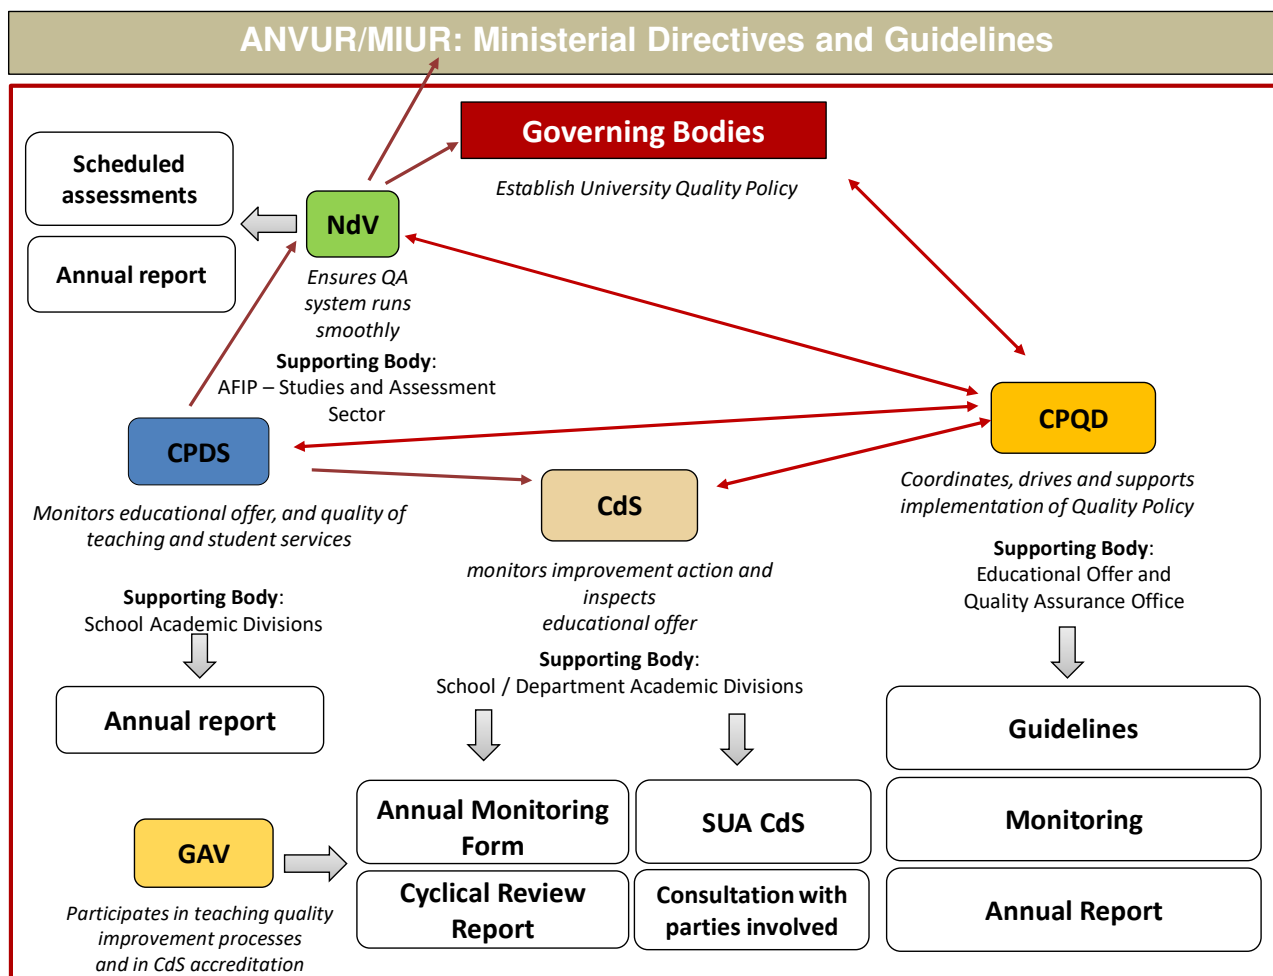 ANVUR/MIUR: Ministerial Directives and Guidelines
Governing Bodies
Establish University Quality Policy
Scheduled
assessments
Annual report
NdV
Ensures QA
system runs
smoothly
Supporting Body:
AFIP – Studies and Assessment
Sector
CPDS
Monitors educational offer, and quality of
teaching and student services
Supporting Body:
School Academic Divisions
Annual report
CdS
monitors improvement action and
inspects
educational offer
Supporting Body:
School / Department Academic Divisions
CPQD
Coordinates, drives and supports
implementation of Quality Policy
Supporting Body:
Educational Offer and
Quality Assurance Office
Guidelines
Monitoring
Annual Report
GAV
Participates in teaching quality
improvement processes
and in CdS accreditation
Annual Monitoring
Form
Cyclical Review
Report
SUA CdS
Consultation with
parties involved